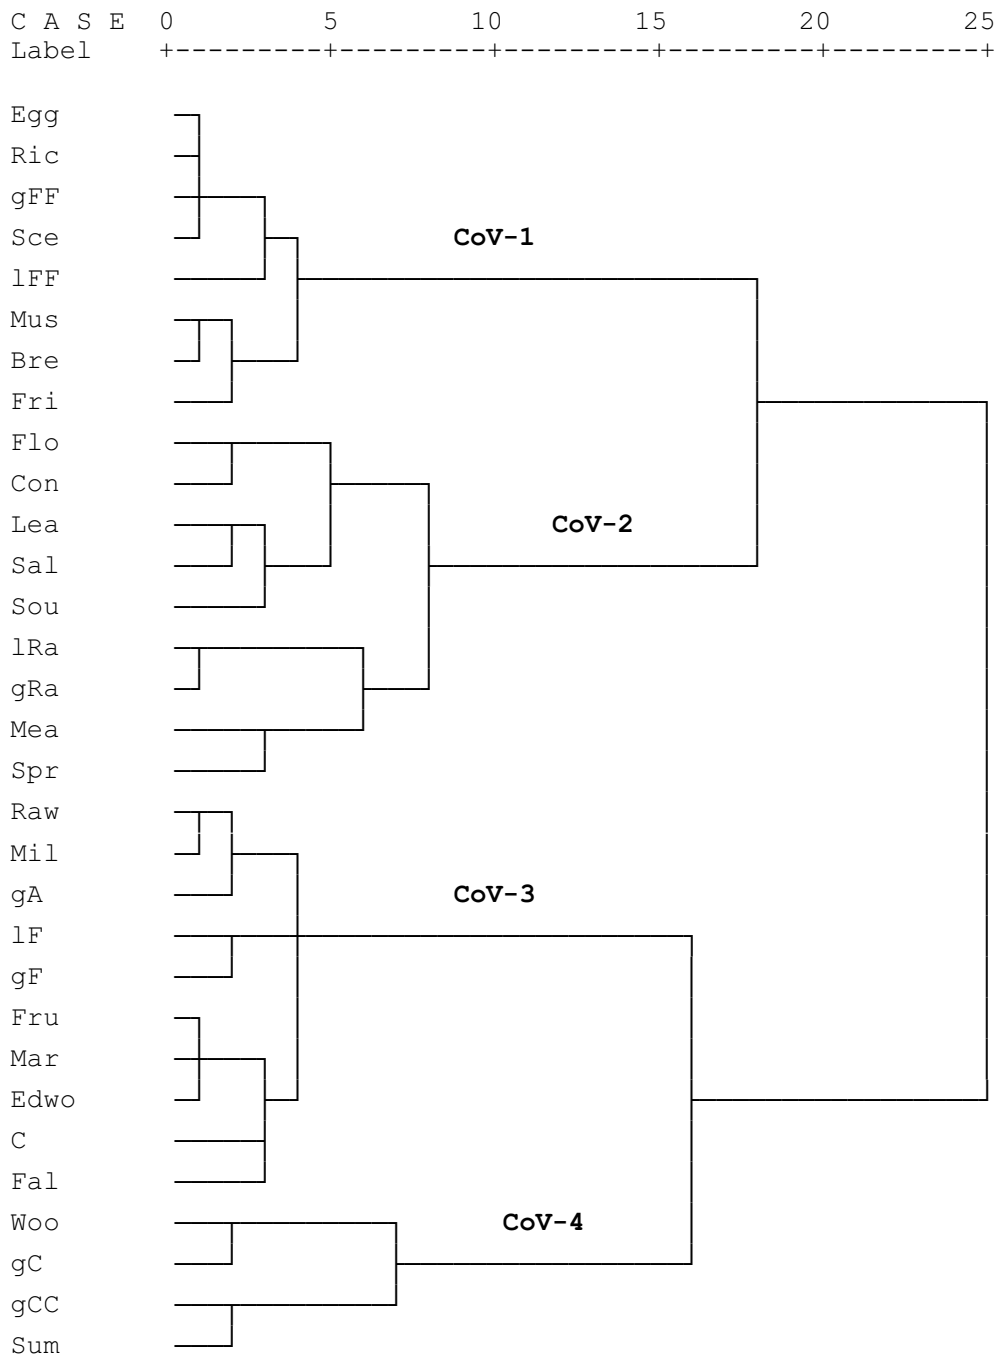 C A S E 0 5 10 15 20 25
Label +---------+---------+---------+---------+---------+
Egg
Ric
gFF
Sce CoV-1
lFF
Mus
Bre
Fri
Flo
Con
Lea CoV-2
Sal
Sou
lRa
gRa
Mea
Spr
Raw
Mil
gA CoV-3
lF
gF
Fru
Mar
Edwo
C
Fal
Woo CoV-4
gC
gCC
Sum